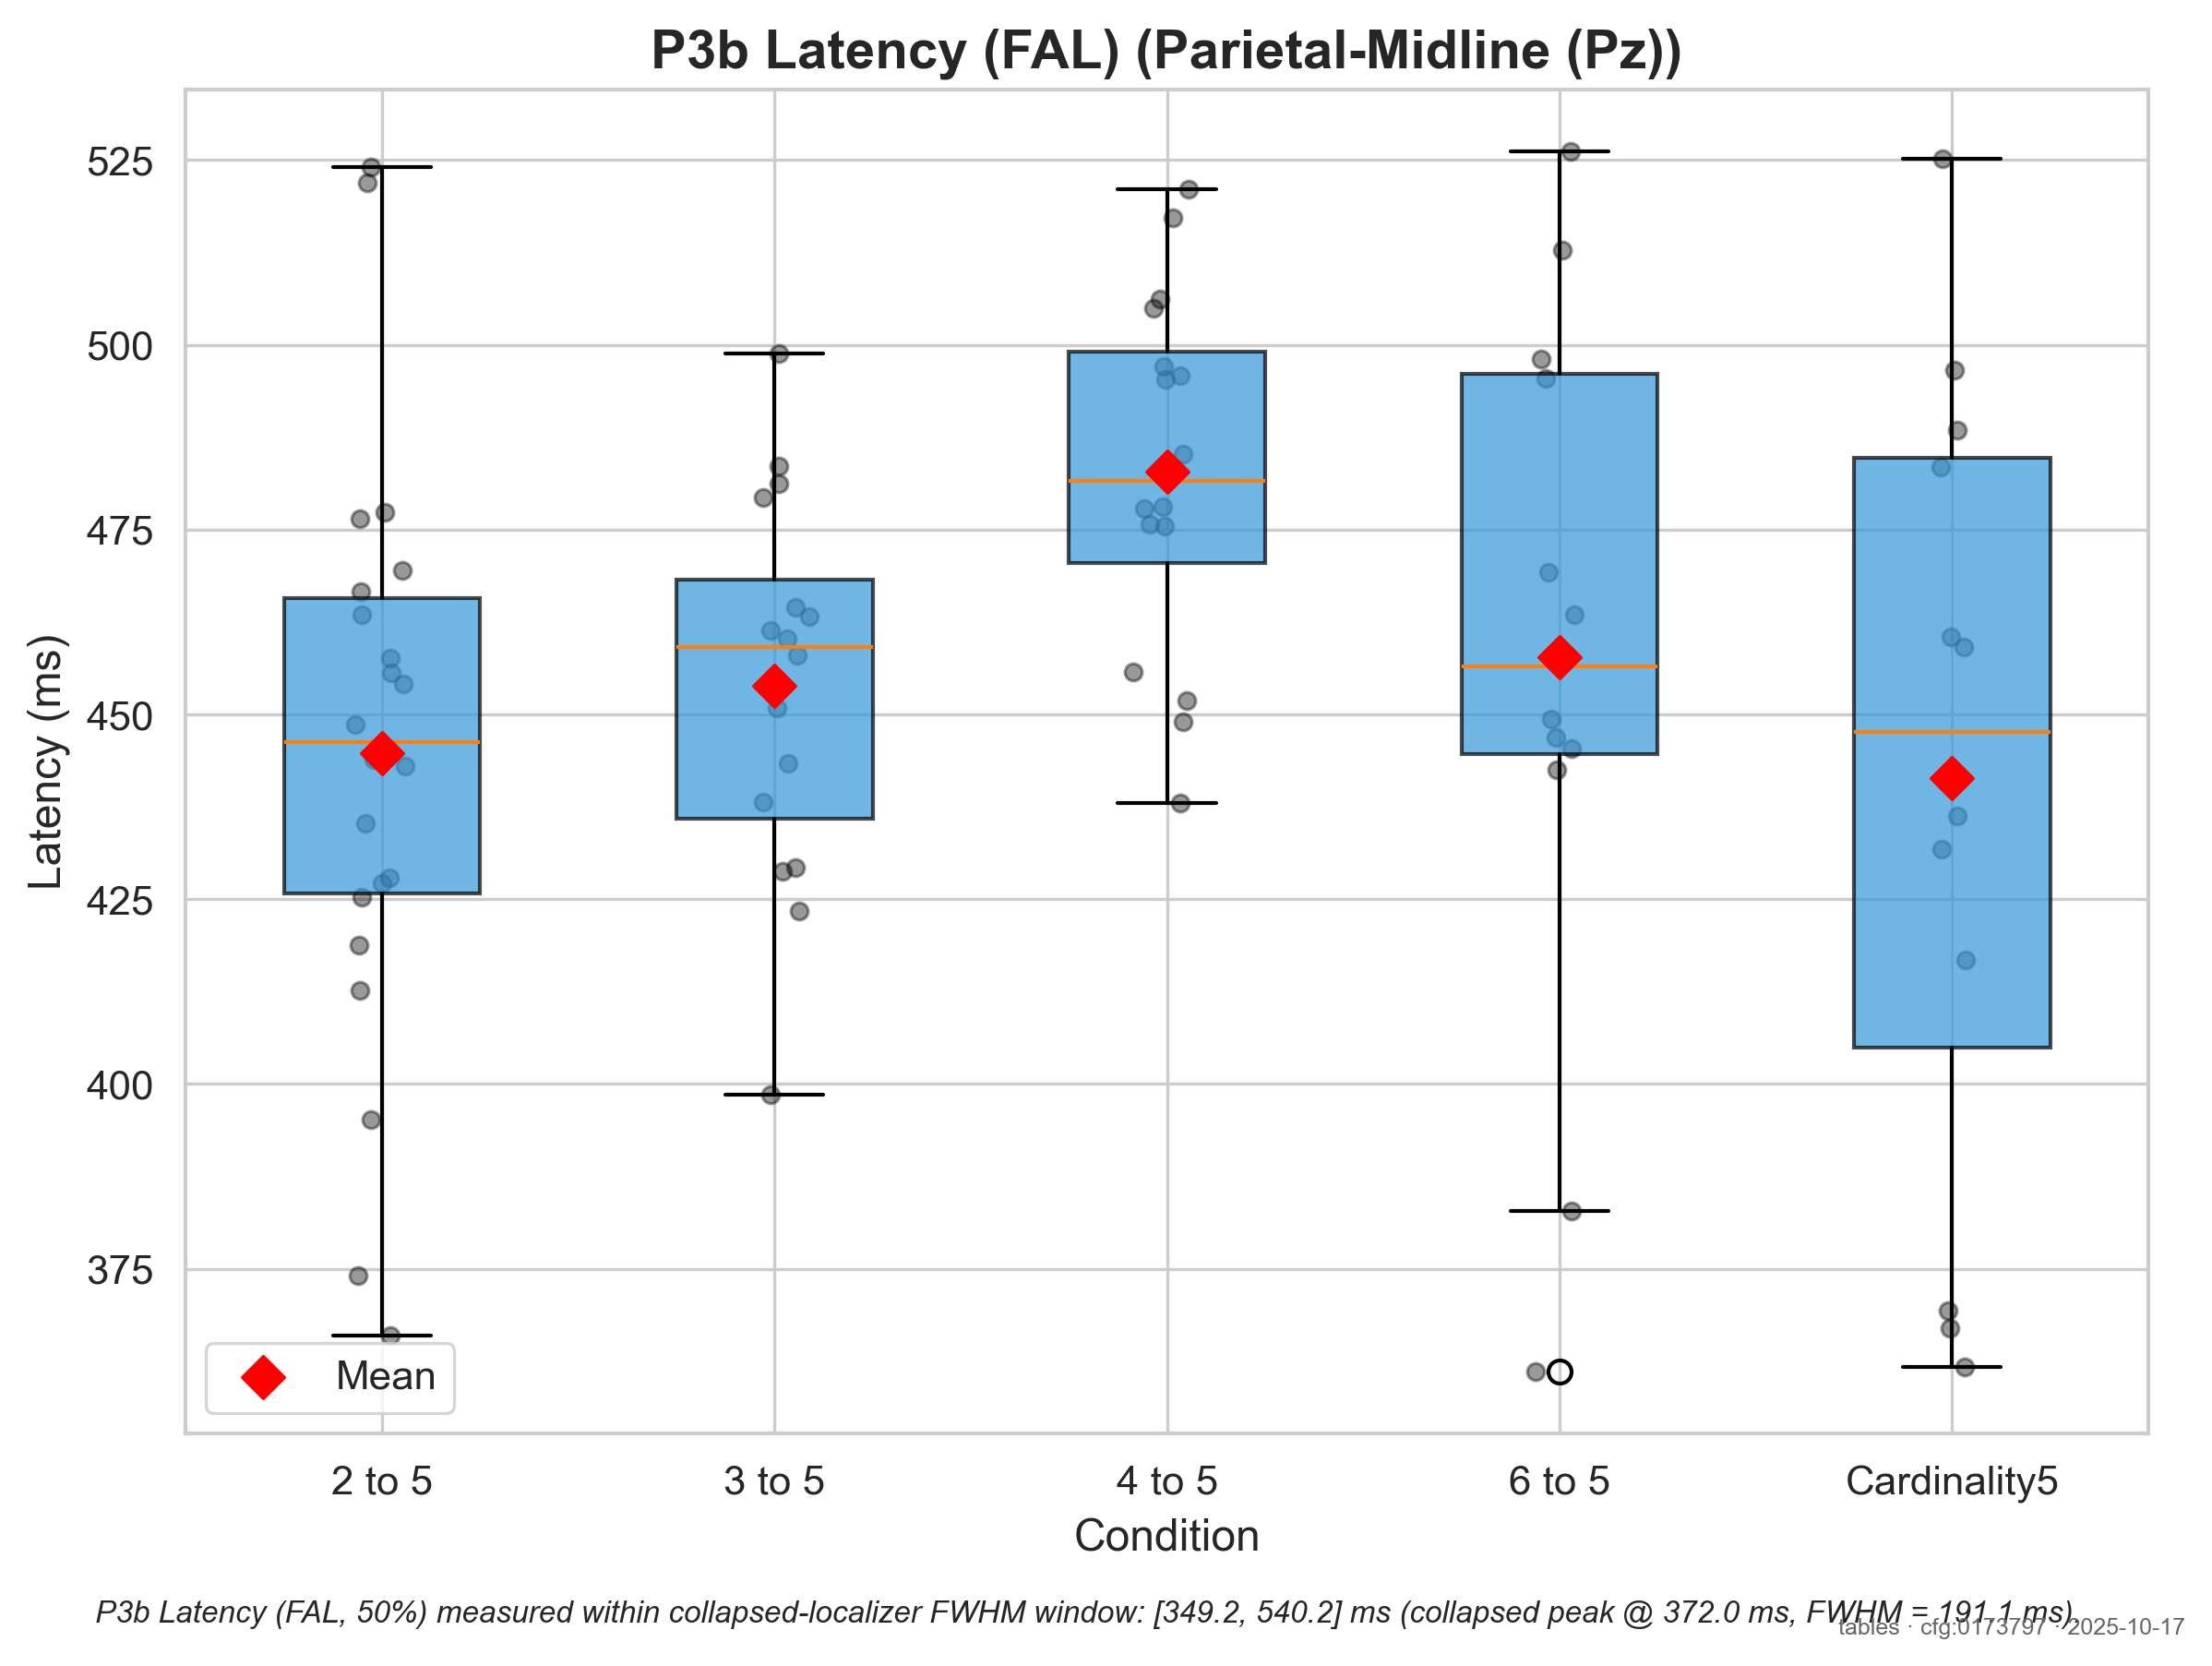 P3b Latency (FAL) (Parietal-Midline (Pz))
Latency (ms)
525
500
475
450
425
400
375
Mean
2 to 5
3 to 5
4 to 5
6 to 5
Cardinality5
Condition
P3b Latency (FAL, 50%) measured within collapsed-localizer FWHM window: [349.2, 540.2] ms (collapsed peak @ 372.0 ms, FWHM = 191.1 ms).
tables · cfg:0173797 · 2025-10-17